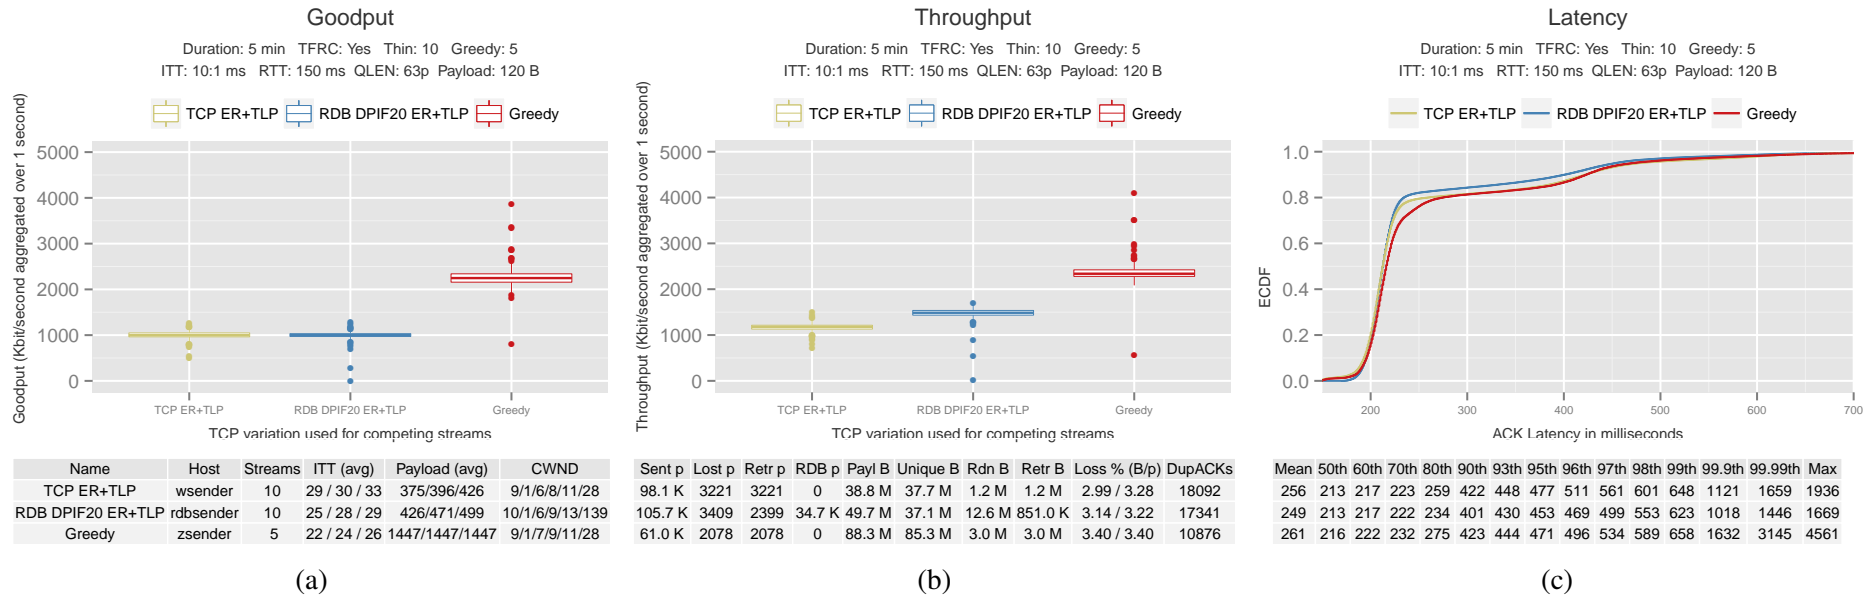 Goodput
Duration: 5 min TFRC: Yes Thin: 10 Greedy: 5
ITT: 10:1 ms RTT: 150 ms QLEN: 63p Payload: 120 B
TCP ER+TLP RDB DPIF20 ER+TLP Greedy
Goodput (Kbit/second aggregated over 1 second)
5000
4000
3000
2000
1000
0
TCP ER+TLP RDB DPIF20 ER+TLP Greedy
TCP variation used for competing streams
Name Host Streams ITT (avg) Payload (avg) CWND
TCP ER+TLP wsender 10 29 / 30 / 33 375/396/426 9/1/6/8/11/28
RDB DPIF20 ER+TLP rdbsender 10 25 / 28 / 29 426/471/499 10/1/6/9/13/139
Greedy zsender 5 22 / 24 / 26 1447/1447/1447 9/1/7/9/11/28
(a)
Throughput
Duration: 5 min TFRC: Yes Thin: 10 Greedy: 5
ITT: 10:1 ms RTT: 150 ms QLEN: 63p Payload: 120 B
TCP ER+TLP RDB DPIF20 ER+TLP Greedy
Throughput (Kbit/second aggregated over 1 second)
5000
4000
3000
2000
1000
0
TCP ER+TLP RDB DPIF20 ER+TLP Greedy
TCP variation used for competing streams
Sent p Lost p Retr p RDB p Payl B Unique B Rdn B Retr B Loss % (B/p) DupACKs
98.1 K 3221 3221 0 38.8 M 37.7 M 1.2 M 1.2 M 2.99 / 3.28 18092
105.7 K 3409 2399 34.7 K 49.7 M 37.1 M 12.6 M 851.0 K 3.14 / 3.22 17341
61.0 K 2078 2078 0 88.3 M 85.3 M 3.0 M 3.0 M 3.40 / 3.40 10876
(b)
Latency
Duration: 5 min TFRC: Yes Thin: 10 Greedy: 5
ITT: 10:1 ms RTT: 150 ms QLEN: 63p Payload: 120 B
TCP ER+TLP RDB DPIF20 ER+TLP Greedy
ECDF
1.0
0.8
0.6
0.4
0.2
0.0
200 300 400 500 600 700
ACK Latency in milliseconds
Mean 50th 60th 70th 80th 90th 93th 95th 96th 97th 98th 99th 99.9th 99.99th Max
256 213 217 223 259 422 448 477 511 561 601 648 1121 1659 1936
249 213 217 222 234 401 430 453 469 499 553 623 1018 1446 1669
261 216 222 232 275 423 444 471 496 534 589 658 1632 3145 4561
(c)